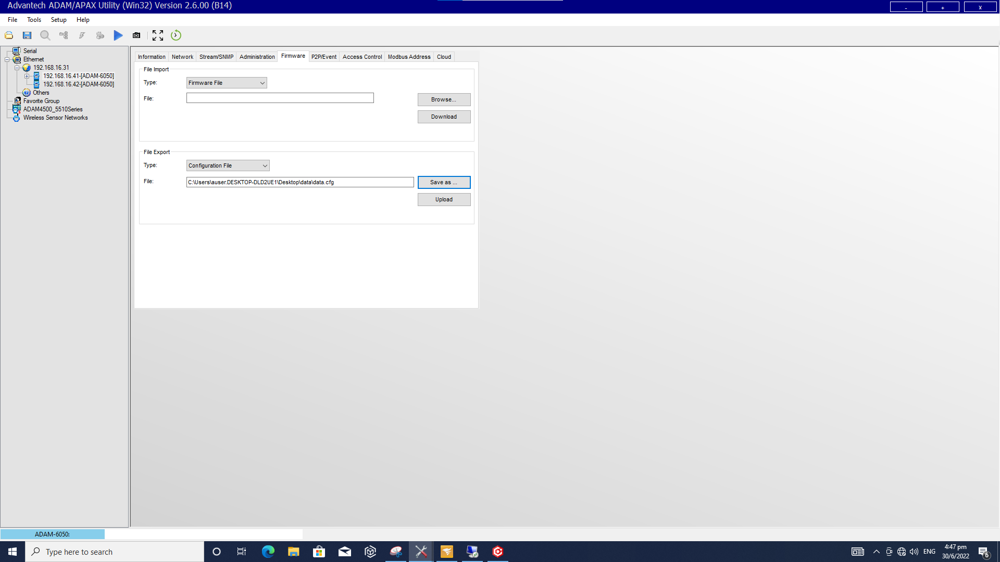 Advantech ADAM/APAX Utility (Win32) Version 2.6.00 (B14)
- + x
File Tools Setup Help
Serial
Ethernet
192.168.16.31
192.168.16.41-[ADAM-6050]
192.168.16.42-[ADAM-6050]
Others
Favorite Group
ADAM4500_5510Series
Wireless Sensor Networks
Information Network Stream/SNMP Administration Firmware P2P/Event Access Control Modbus Address Cloud
File Import
Type: Firmware File
File: Browse...
Download
File Export
Type: Configuration File
File: C:\Users\auser.DESKTOP-DLD2UE1\Desktop\data\data.cfg Save as ...
Upload
ADAM-6050:
Type here to search
ENG
4:47 pm
30/6/2022
6